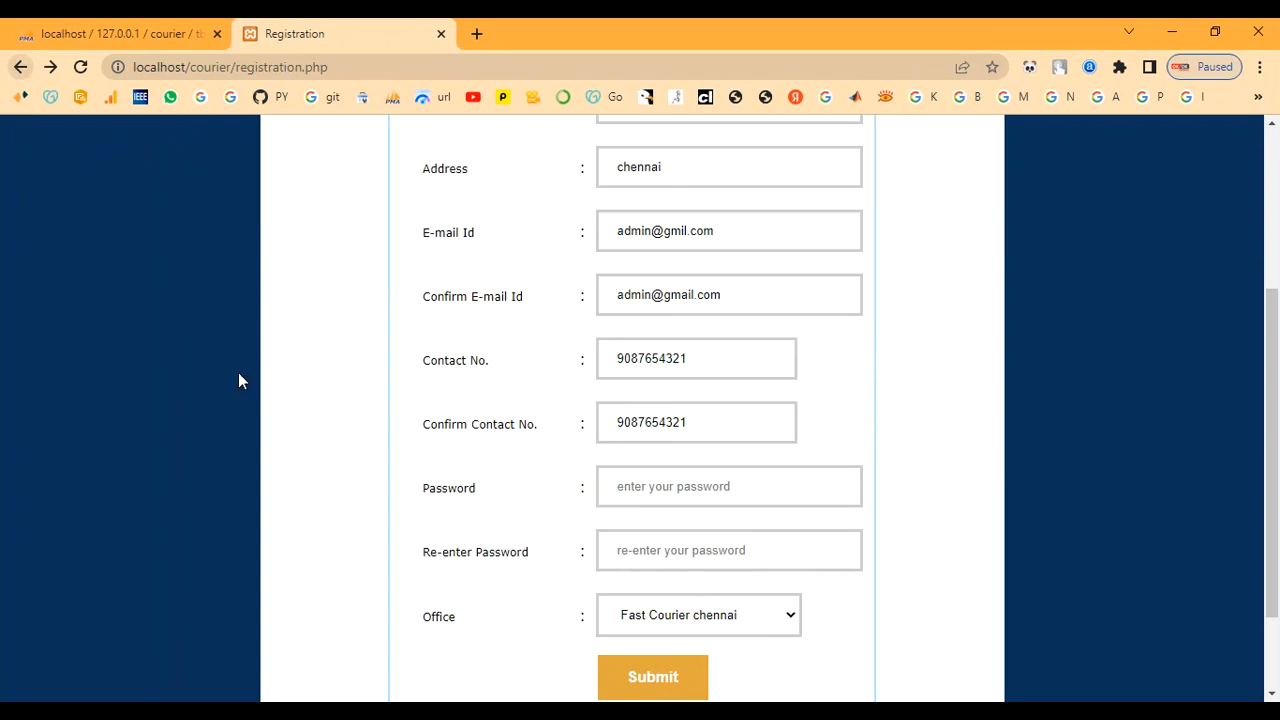 localhost / 127.0.0.1 / courier / tb
Registration
localhost/courier/registration.php
Paused
IEEE
PY
git
url
Go
K
B
M
N
A
P
I
»
Address : chennai
E-mail Id : admin@gmil.com
Confirm E-mail Id : admin@gmail.com
Contact No. : 9087654321
Confirm Contact No. : 9087654321
Password : enter your password
Re-enter Password : re-enter your password
Office : Fast Courier chennai
Submit